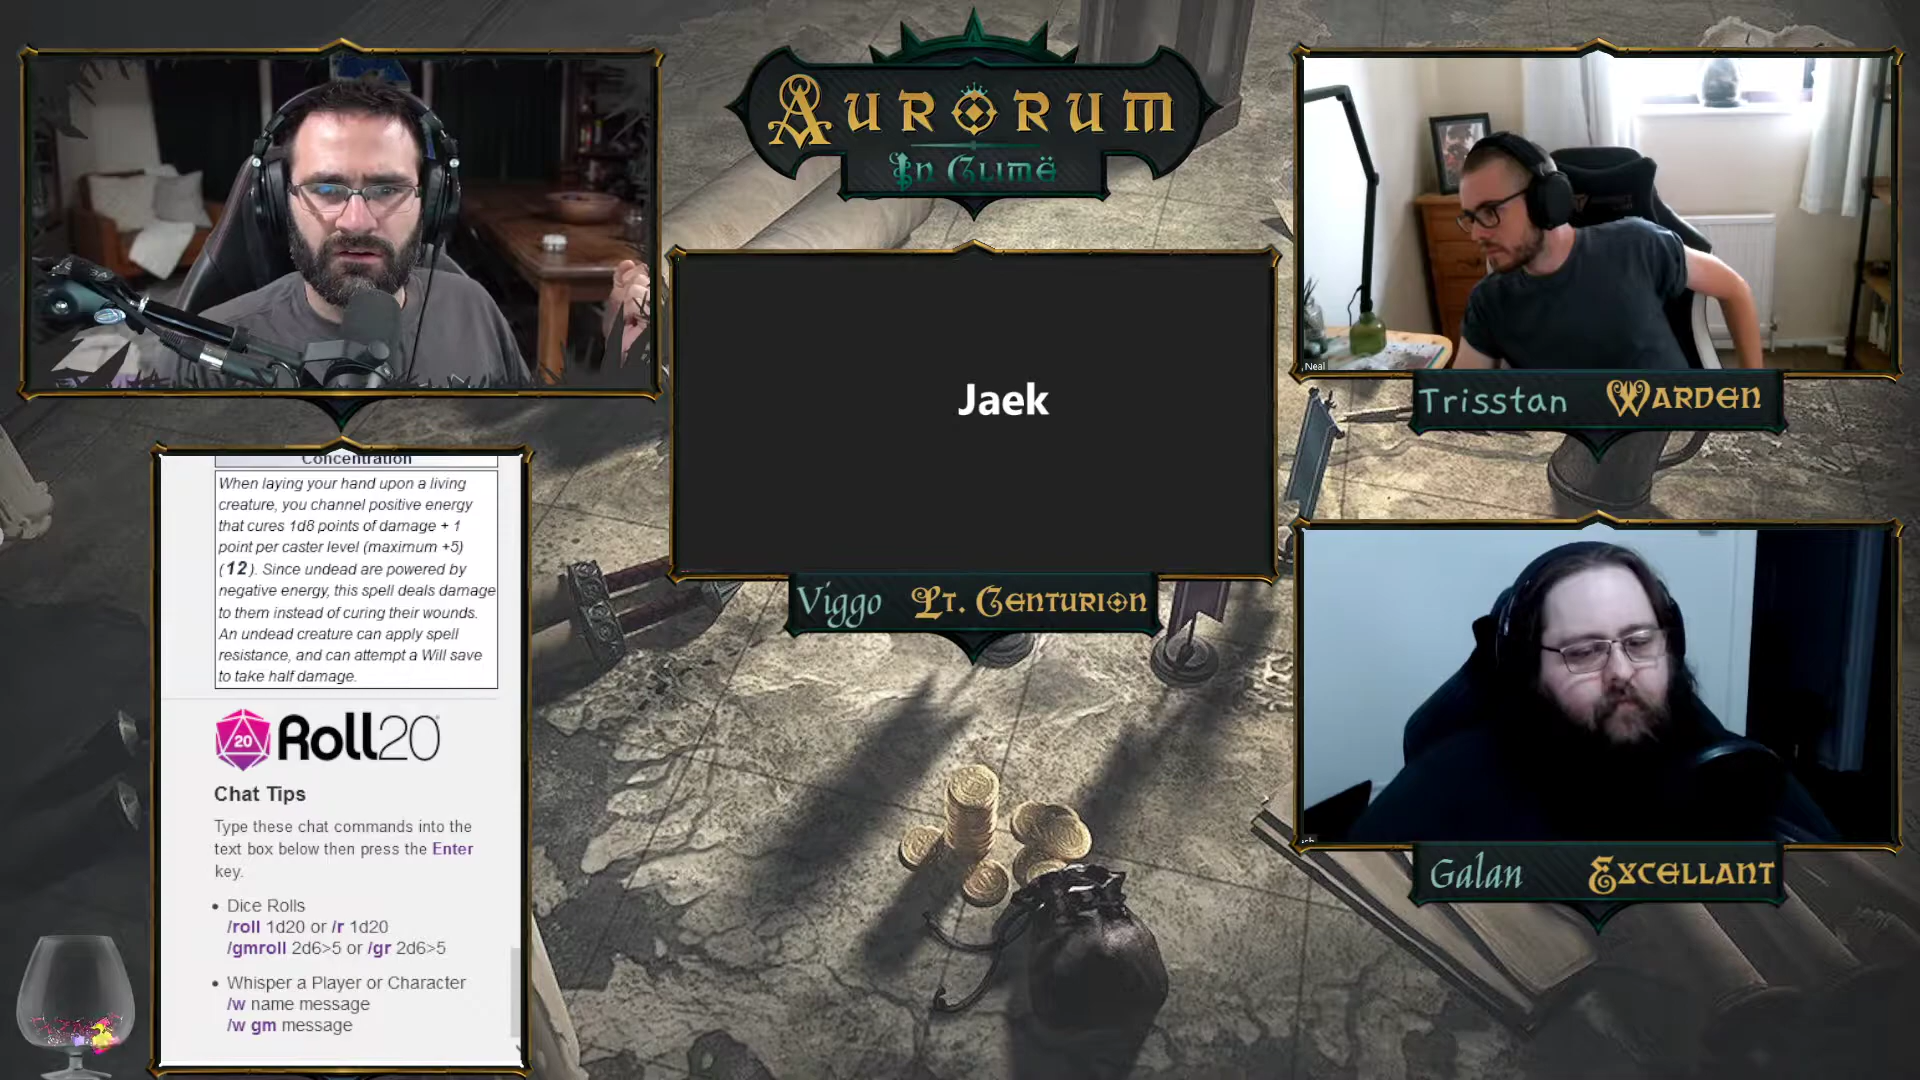 AURORUM
In Glimë
Jaek
Viggo Lt. Centurion
Neal
Trisstan Warden
Galan Excellant
Concentration
When laying your hand upon a living
creature, you channel positive energy
that cures 1d8 points of damage + 1
point per caster level (maximum +5)
(12). Since undead are powered by
negative energy, this spell deals damage
to them instead of curing their wounds.
An undead creature can apply spell
resistance, and can attempt a Will save
to take half damage.
20 Roll20
Chat Tips
Type these chat commands into the
text box below then press the Enter
key.
• Dice Rolls
/roll 1d20 or /r 1d20
/gmroll 2d6>5 or /gr 2d6>5
• Whisper a Player or Character
/w name message
/w gm message